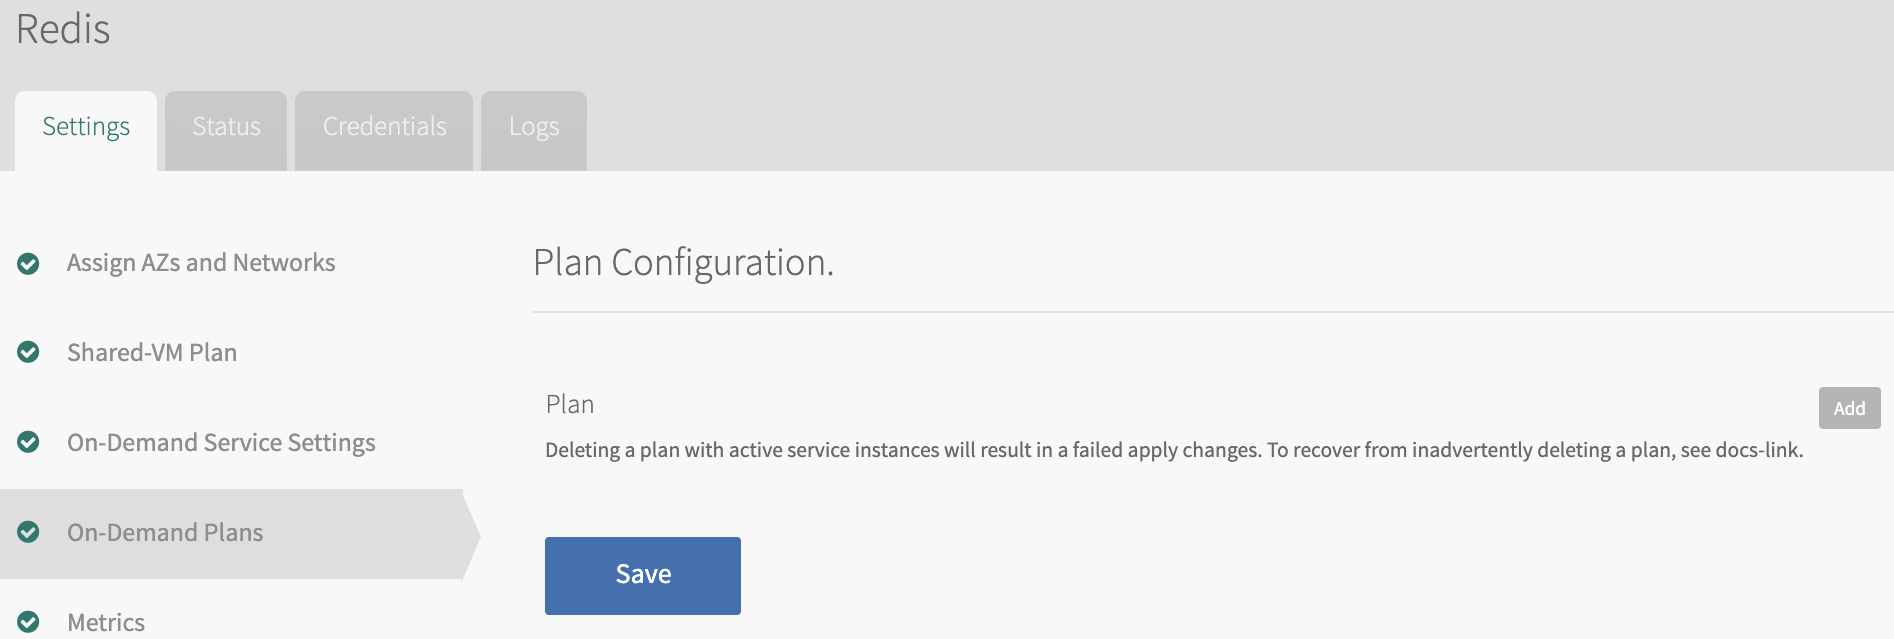 Redis
Settings
Status
Credentials
Logs
Assign AZs and Networks
Shared-VM Plan
On-Demand Service Settings
On-Demand Plans
Metrics
Plan Configuration.
Plan
Add
Deleting a plan with active service instances will result in a failed apply changes. To recover from inadvertently deleting a plan, see docs-link.
Save